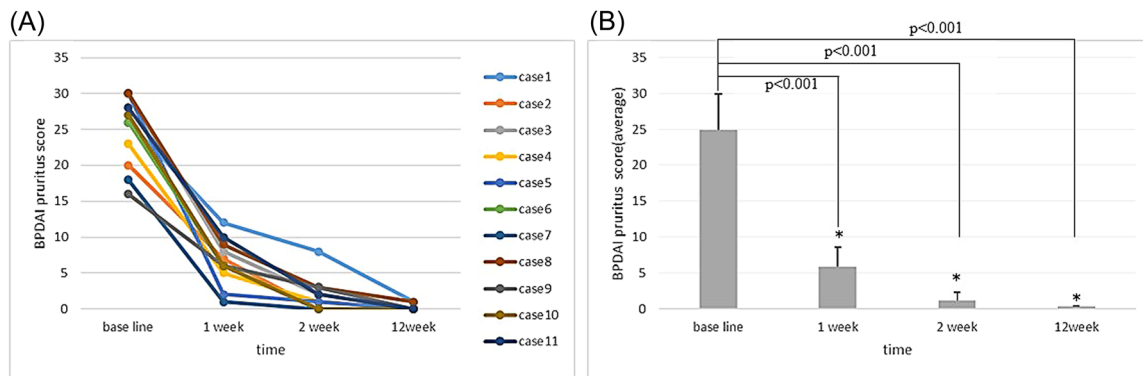 (A)
BPDAI pruritus score
35
30
25
20
15
10
5
0
base line
1 week
2 week
12week
time
case1
case2
case3
case4
case5
case6
case7
case8
case9
case10
case11
(B)
BPDAI pruritus score(average)
35
30
25
20
15
10
5
0
p<0.001
p<0.001
p<0.001
*
*
*
base line
1 week
2 week
12week
time